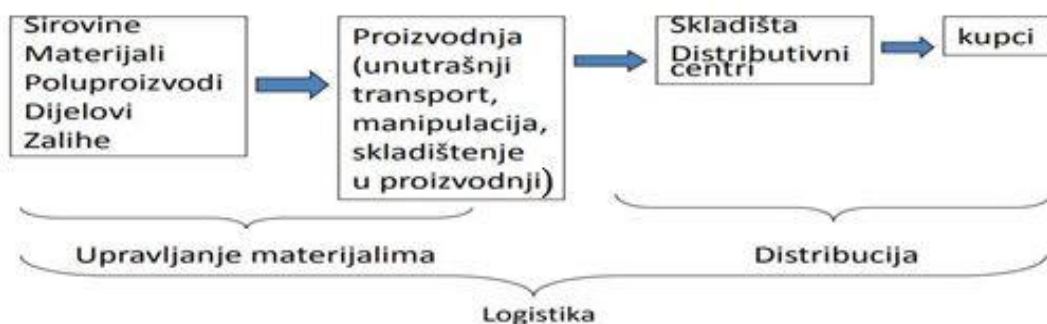 Sirovine
Materijali
Poluproizvodi
Dijelovi
Zalihe
Proizvodnja
(unutrašnji
transport,
manipulacija,
skladištenje
u proizvodnji)
Skladišta
Distributivni
centri
kupci
Upravljanje materijalima
Distribucija
Logistika